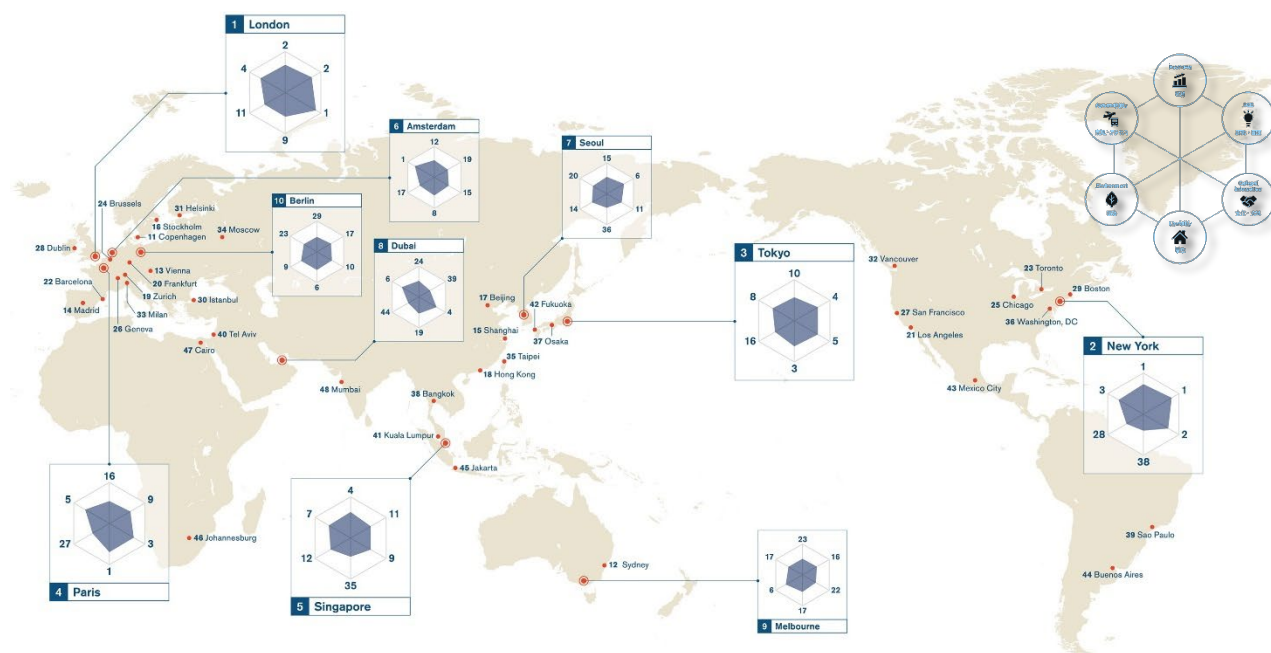 1 London
2
4 2
11 1
9
6 Amsterdam
12
1 19
17 15
8
7 Seoul
15
20 6
14 11
36
10 Berlin
29
23 17
9 10
6
8 Dubai
24
6 39
44 4
19
3 Tokyo
10
8 4
16 5
3
2 New York
1
3 1
28 2
38
16
5 9
27 3
1
4 Paris
4
7 11
12 9
35
5 Singapore
23
17 16
6 22
17
9 Melbourne
24 Brussels
31 Helsinki
16 Stockholm
11 Copenhagen
34 Moscow
28 Dublin
13 Vienna
20 Frankfurt
22 Barcelona
19 Zurich
30 Istanbul
14 Madrid
33 Milan
26 Geneva
40 Tel Aviv
47 Cairo
17 Beijing
42 Fukuoka
15 Shanghai
37 Osaka
35 Taipei
18 Hong Kong
48 Mumbai
38 Bangkok
41 Kuala Lumpur
45 Jakarta
46 Johannesburg
12 Sydney
32 Vancouver
23 Toronto
29 Boston
25 Chicago
27 San Francisco
36 Washington, DC
21 Los Angeles
43 Mexico City
39 Sao Paulo
44 Buenos Aires